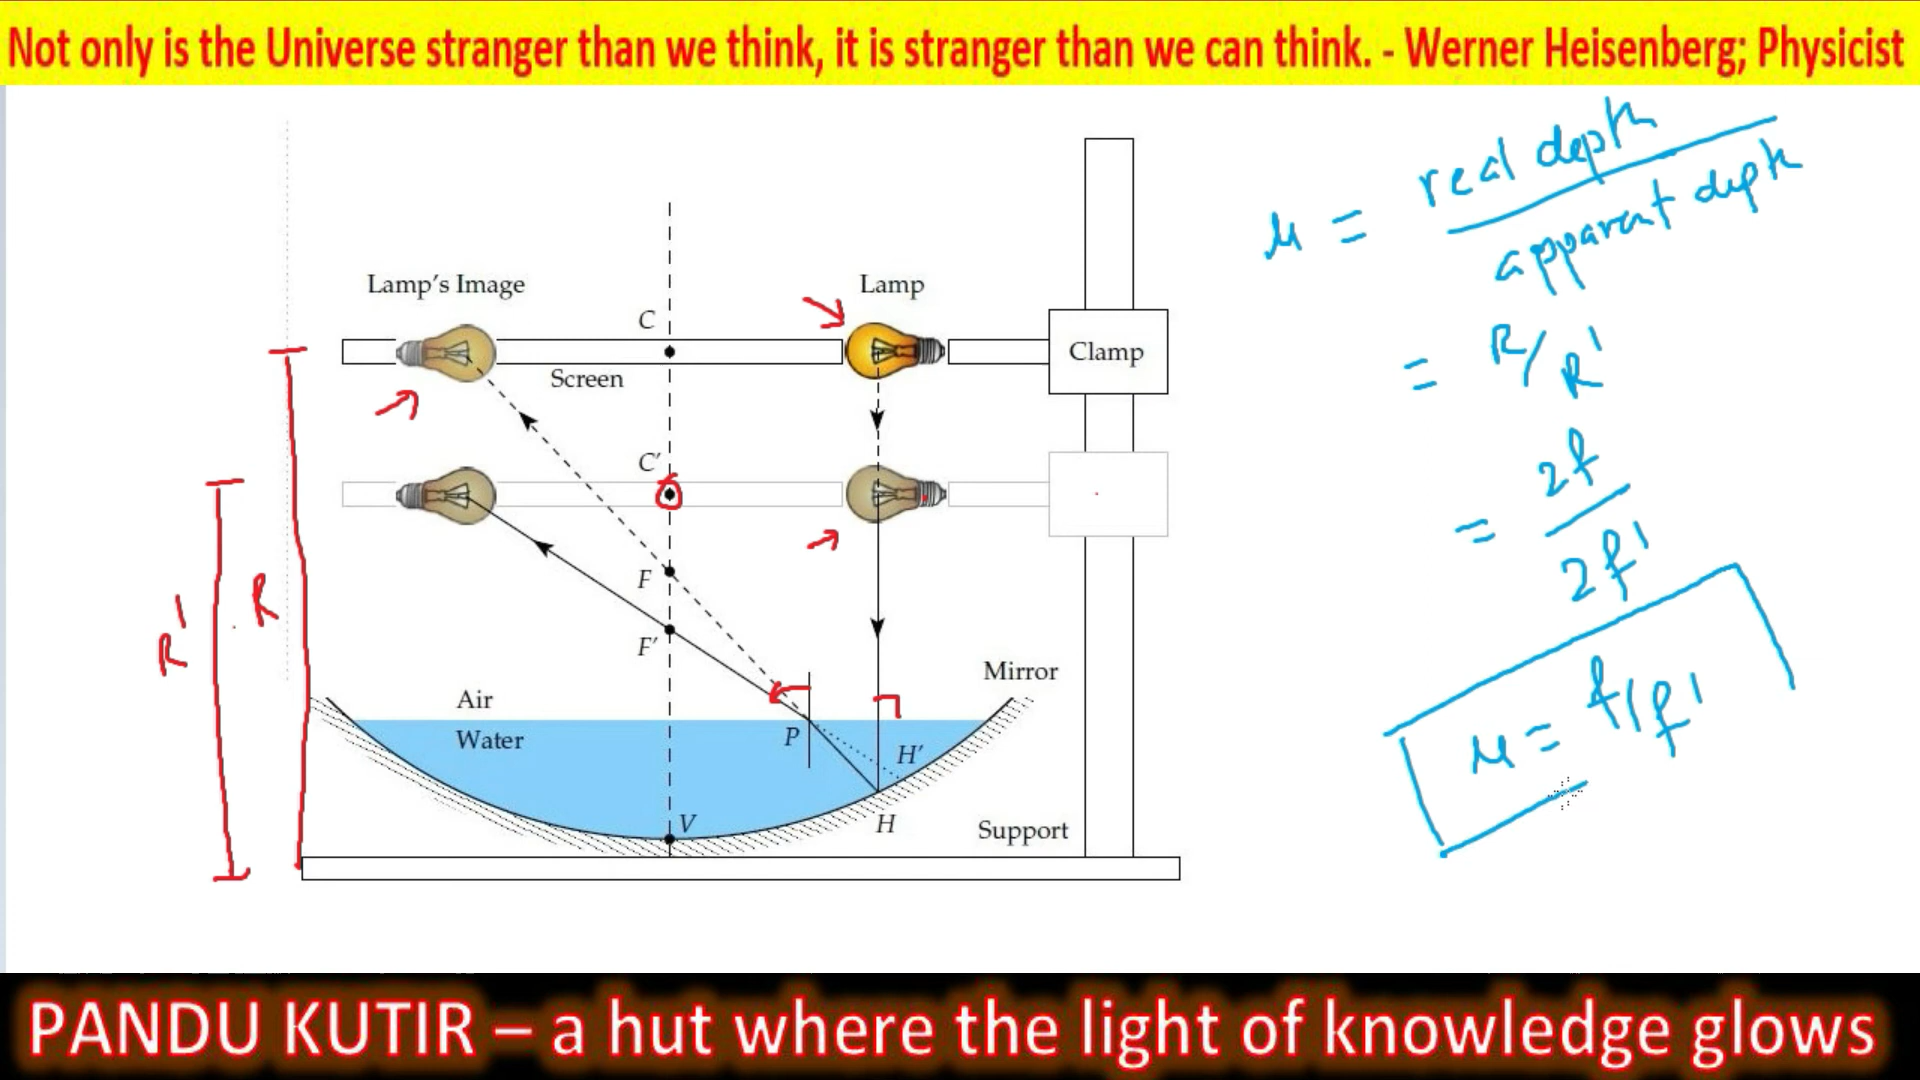 Not only is the Universe stranger than we think, it is stranger than we can think. - Werner Heisenberg; Physicist
Lamp's Image
Lamp
C
Clamp
Screen
C'
F
F'
R
R'
Mirror
Air
Water
P
H'
V
H
Support
μ = real depth
apparent depth
= R/R'
= 2f
2f'
μ = f/f'
PANDU KUTIR – a hut where the light of knowledge glows